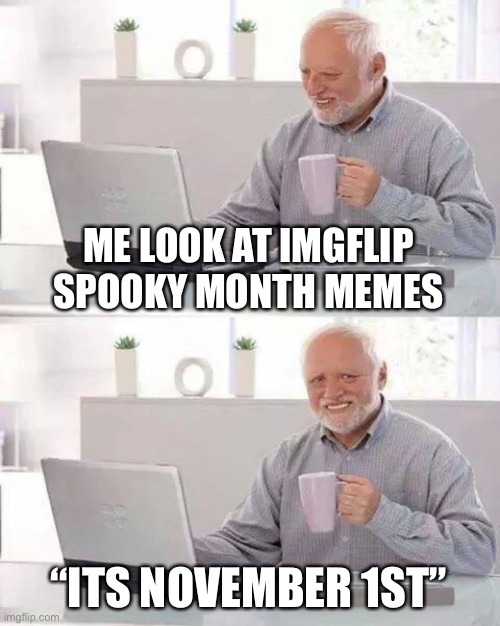 ME LOOK AT IMGFLIP
SPOOKY MONTH MEMES
“ITS NOVEMBER 1ST”
imgflip.com